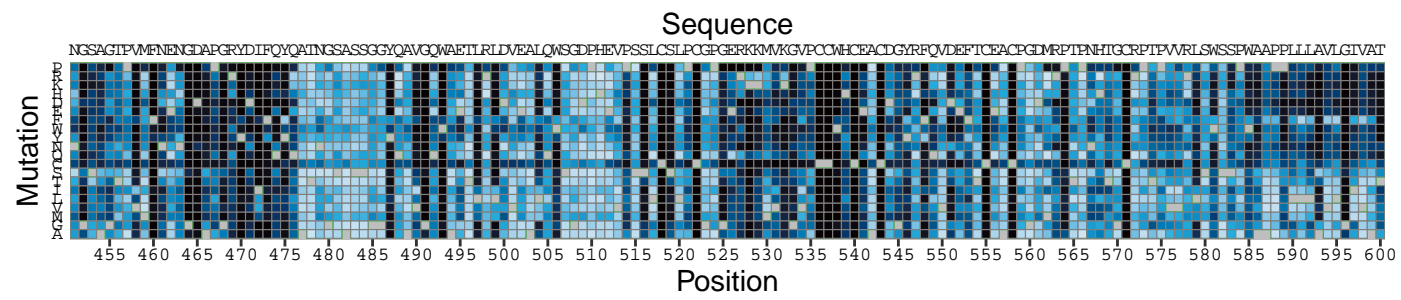 Sequence
NGSAGTPVMFNENGDAPGRYDIFQYQATNGSASSGGYQAVGQWAETLRLDVEALQWSGDPHEVPSSLCSLPCGPGERKKMVKGVPCCWHCEACDGYRFQVDEFTCEACPGDMRPTPNHTGCRPTPVVRLSWSSPWAAPPLLLAVLGIVAT
Mutation
P
R
K
H
D
E
F
W
Y
N
Q
C
S
T
I
L
V
M
G
A
455 460 465 470 475 480 485 490 495 500 505 510 515 520 525 530 535 540 545 550 555 560 565 570 575 580 585 590 595 600
Position